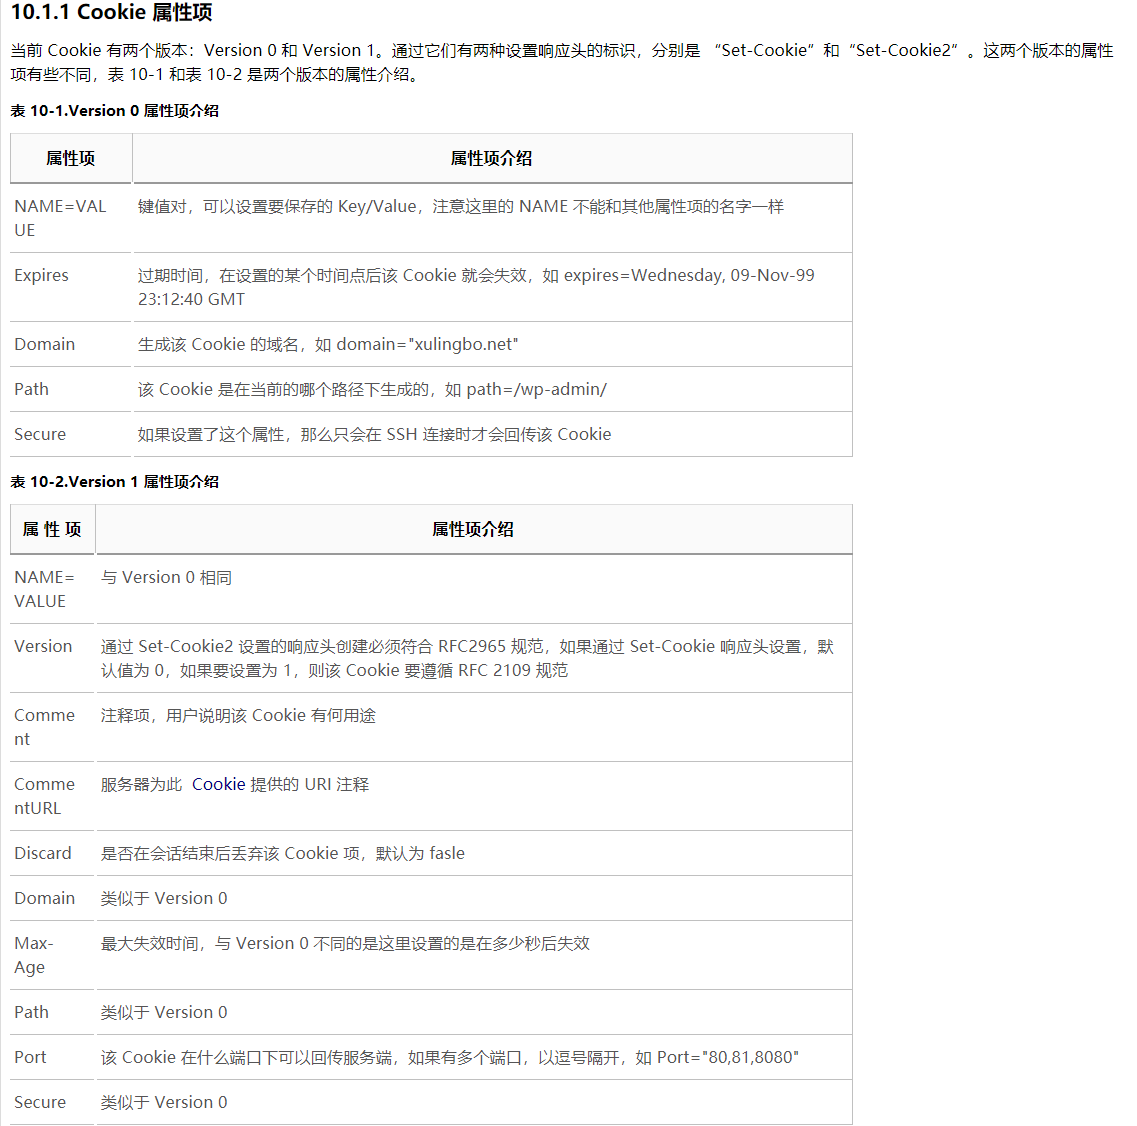 10.1.1 Cookie 属性项
当前 Cookie 有两个版本：Version 0 和 Version 1。通过它们有两种设置响应头的标识，分别是 “Set-Cookie”和“Set-Cookie2”。这两个版本的属性
项有些不同，表 10-1 和表 10-2 是两个版本的属性介绍。
表 10-1.Version 0 属性项介绍
属性项 属性项介绍
NAME=VAL 键值对，可以设置要保存的 Key/Value，注意这里的 NAME 不能和其他属性项的名字一样
UE
Expires 过期时间，在设置的某个时间点后该 Cookie 就会失效，如 expires=Wednesday, 09-Nov-99
23:12:40 GMT
Domain 生成该 Cookie 的域名，如 domain="xulingbo.net"
Path 该 Cookie 是在当前的哪个路径下生成的，如 path=/wp-admin/
Secure 如果设置了这个属性，那么只会在 SSH 连接时才会回传该 Cookie
表 10-2.Version 1 属性项介绍
属 性 项 属性项介绍
NAME= 与 Version 0 相同
VALUE
Version 通过 Set-Cookie2 设置的响应头创建必须符合 RFC2965 规范，如果通过 Set-Cookie 响应头设置，默
认值为 0，如果要设置为 1，则该 Cookie 要遵循 RFC 2109 规范
Comme 注释项，用户说明该 Cookie 有何用途
nt
Comme 服务器为此 Cookie 提供的 URI 注释
ntURL
Discard 是否在会话结束后丢弃该 Cookie 项，默认为 fasle
Domain 类似于 Version 0
Max- 最大失效时间，与 Version 0 不同的是这里设置的是在多少秒后失效
Age
Path 类似于 Version 0
Port 该 Cookie 在什么端口下可以回传服务端，如果有多个端口，以逗号隔开，如 Port="80,81,8080"
Secure 类似于 Version 0